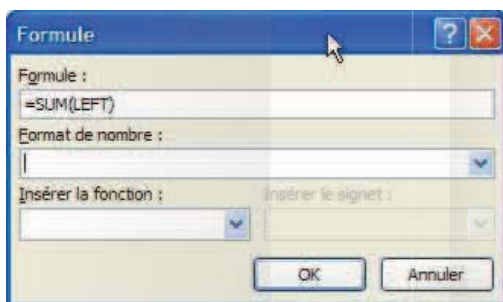 Formule
Formule :
=SUM(LEFT)
Format de nombre :
Insérer la fonction :
Insérer le signet :
OK
Annuler